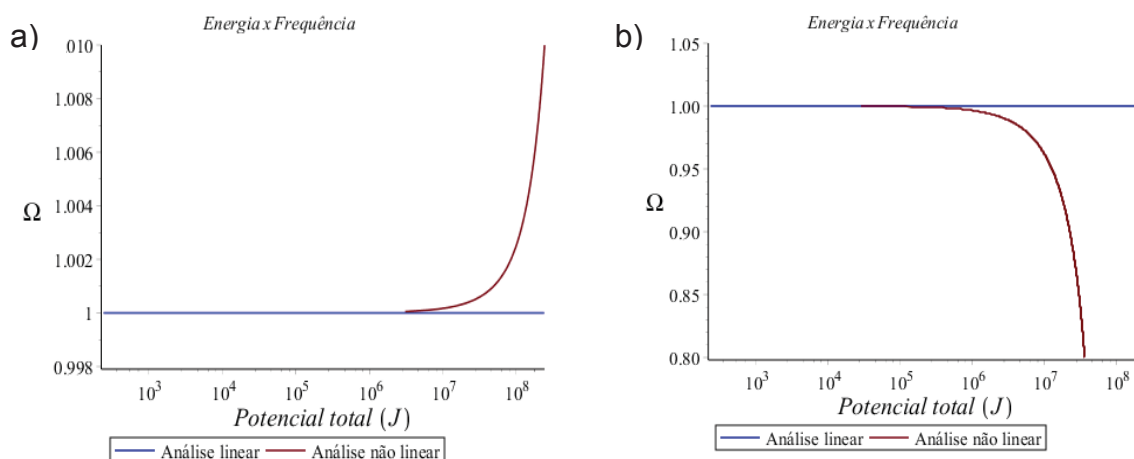 a)
Energia x Frequência
010
1.008
1.006
1.004
Ω
1.002
1
0.998
10³ 10⁴ 10⁵ 10⁶ 10⁷ 10⁸
Potencial total (J)
Análise linear Análise não linear
b)
Energia x Frequência
1.05
1.00
0.95
Ω
0.90
0.85
0.80
10³ 10⁴ 10⁵ 10⁶ 10⁷ 10⁸
Potencial total (J)
Análise linear Análise não linear